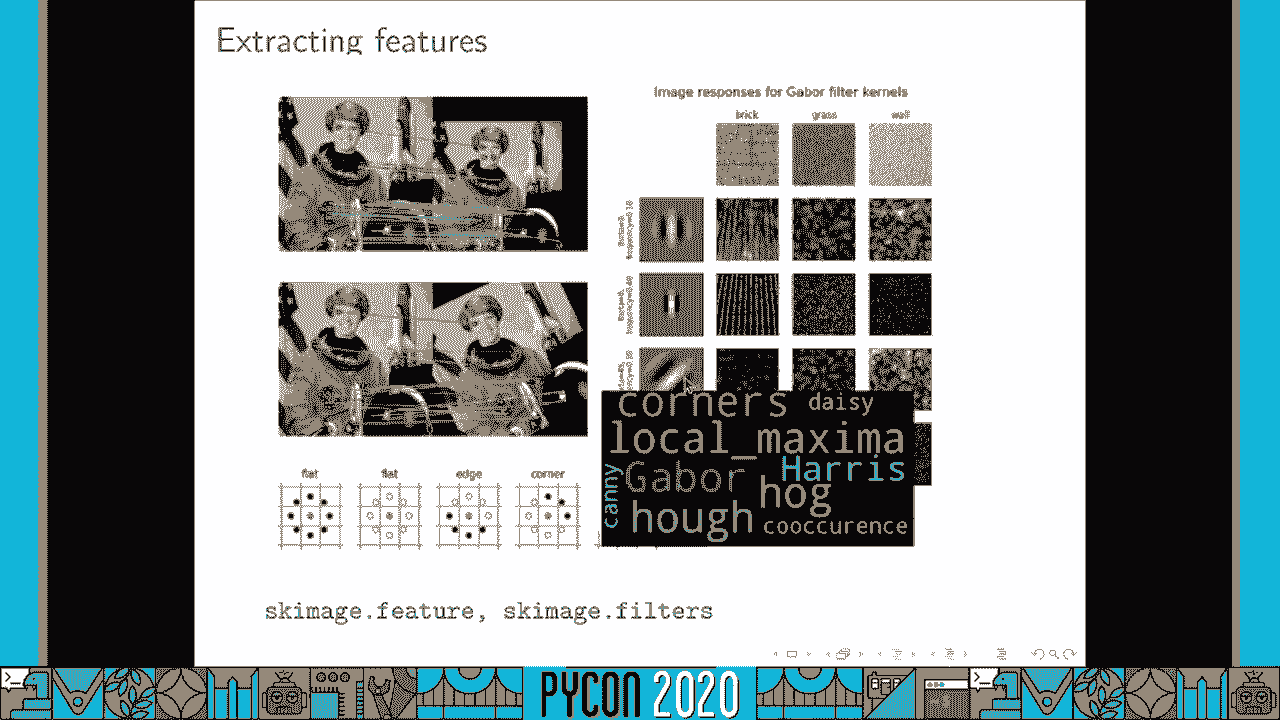 Extracting features
Image responses for Gabor filter kernels
brick grass wall
flat flat edge corner
corners daisy
local_maxima
canny Gabor Harris
hog
hough cooccurence
skimage.feature, skimage.filters
PYCON 2020